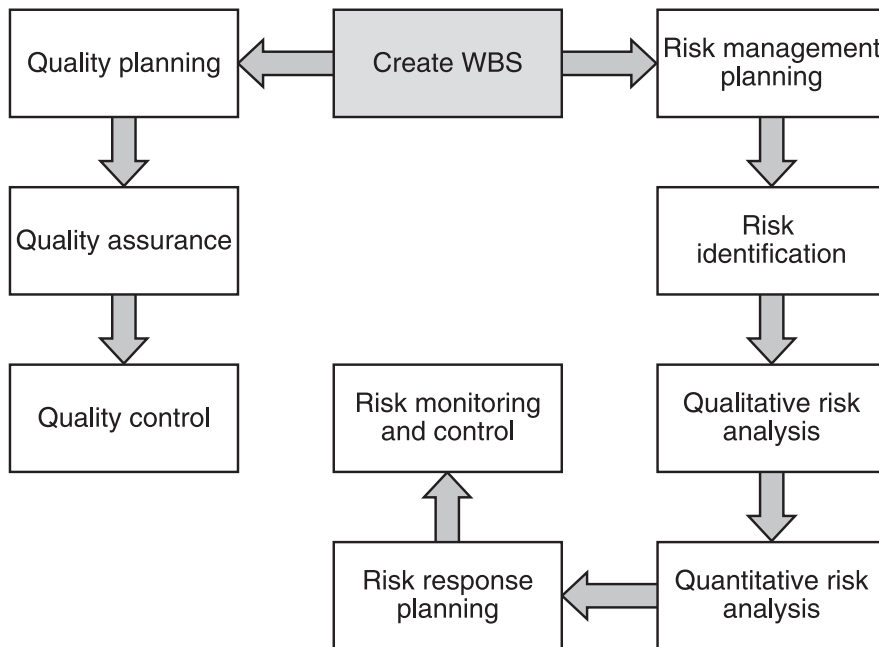 Quality planning
Create WBS
Risk management
planning
Quality assurance
Risk
identification
Quality control
Risk monitoring
and control
Qualitative risk
analysis
Risk response
planning
Quantitative risk
analysis